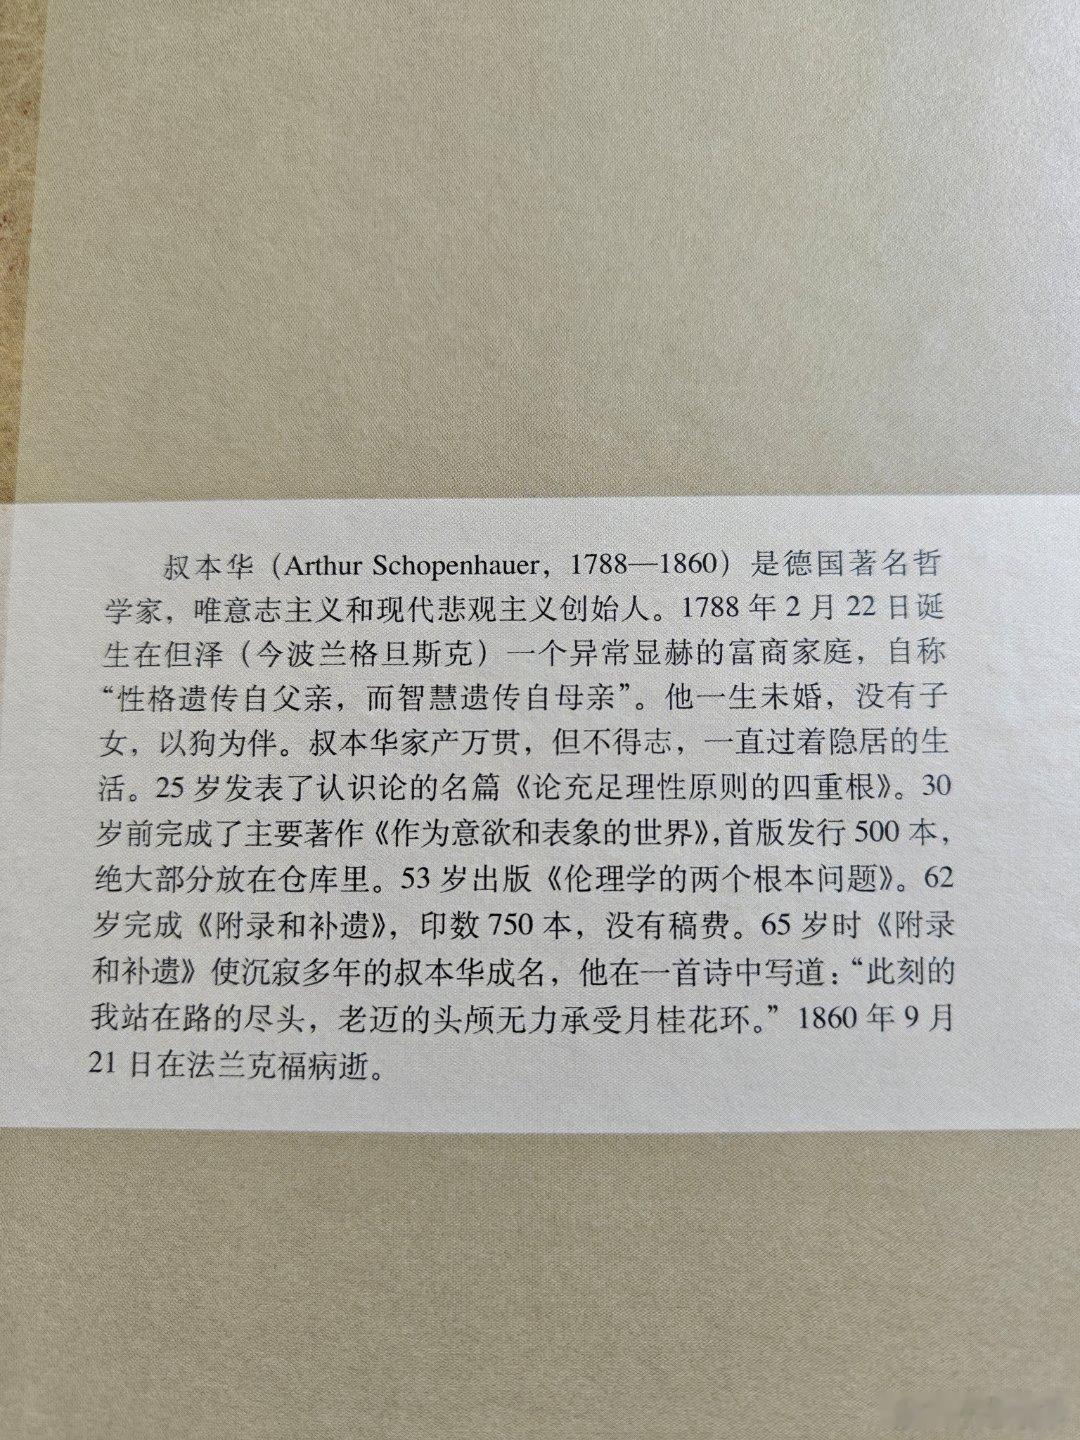 叔本华（Arthur Schopenhauer，1788—1860）是德国著名哲
学家，唯意志主义和现代悲观主义创始人。1788 年 2 月 22 日诞
生在但泽（今波兰格旦斯克）一个异常显赫的富商家庭，自称
“性格遗传自父亲，而智慧遗传自母亲”。他一生未婚，没有子
女，以狗为伴。叔本华家产万贯，但不得志，一直过着隐居的生
活。25 岁发表了认识论的名篇《论充足理性原则的四重根》。30
岁前完成了主要著作《作为意欲和表象的世界》，首版发行 500 本，
绝大部分放在仓库里。53 岁出版《伦理学的两个根本问题》。62
岁完成《附录和补遗》，印数 750 本，没有稿费。65 岁时《附录
和补遗》使沉寂多年的叔本华成名，他在一首诗中写道：“此刻的
我站在路的尽头，老迈的头颅无力承受月桂花环。”1860 年 9 月
21 日在法兰克福病逝。